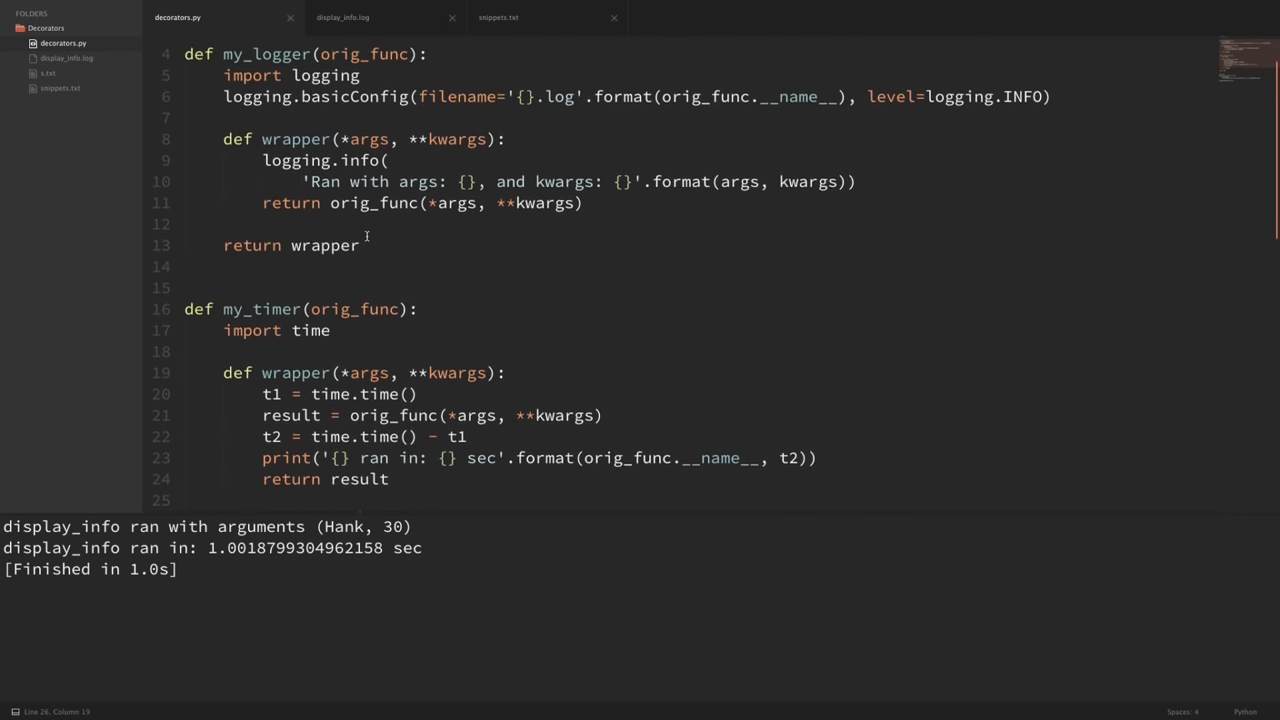 FOLDERS
Decorators
decorators.py
display_info.log
s.txt
snippets.txt
decorators.py
display_info.log
snippets.txt
4 def my_logger(orig_func):
5     import logging
6     logging.basicConfig(filename='{}.log'.format(orig_func.__name__), level=logging.INFO)
7
8     def wrapper(*args, **kwargs):
9         logging.info(
10             'Ran with args: {}, and kwargs: {}'.format(args, kwargs))
11         return orig_func(*args, **kwargs)
12
13     return wrapper
14
15
16 def my_timer(orig_func):
17     import time
18
19     def wrapper(*args, **kwargs):
20         t1 = time.time()
21         result = orig_func(*args, **kwargs)
22         t2 = time.time() - t1
23         print('{} ran in: {} sec'.format(orig_func.__name__, t2))
24         return result
25
display_info ran with arguments (Hank, 30)
display_info ran in: 1.0018799304962158 sec
[Finished in 1.0s]
Line 26, Column 19
Spaces: 4
Python